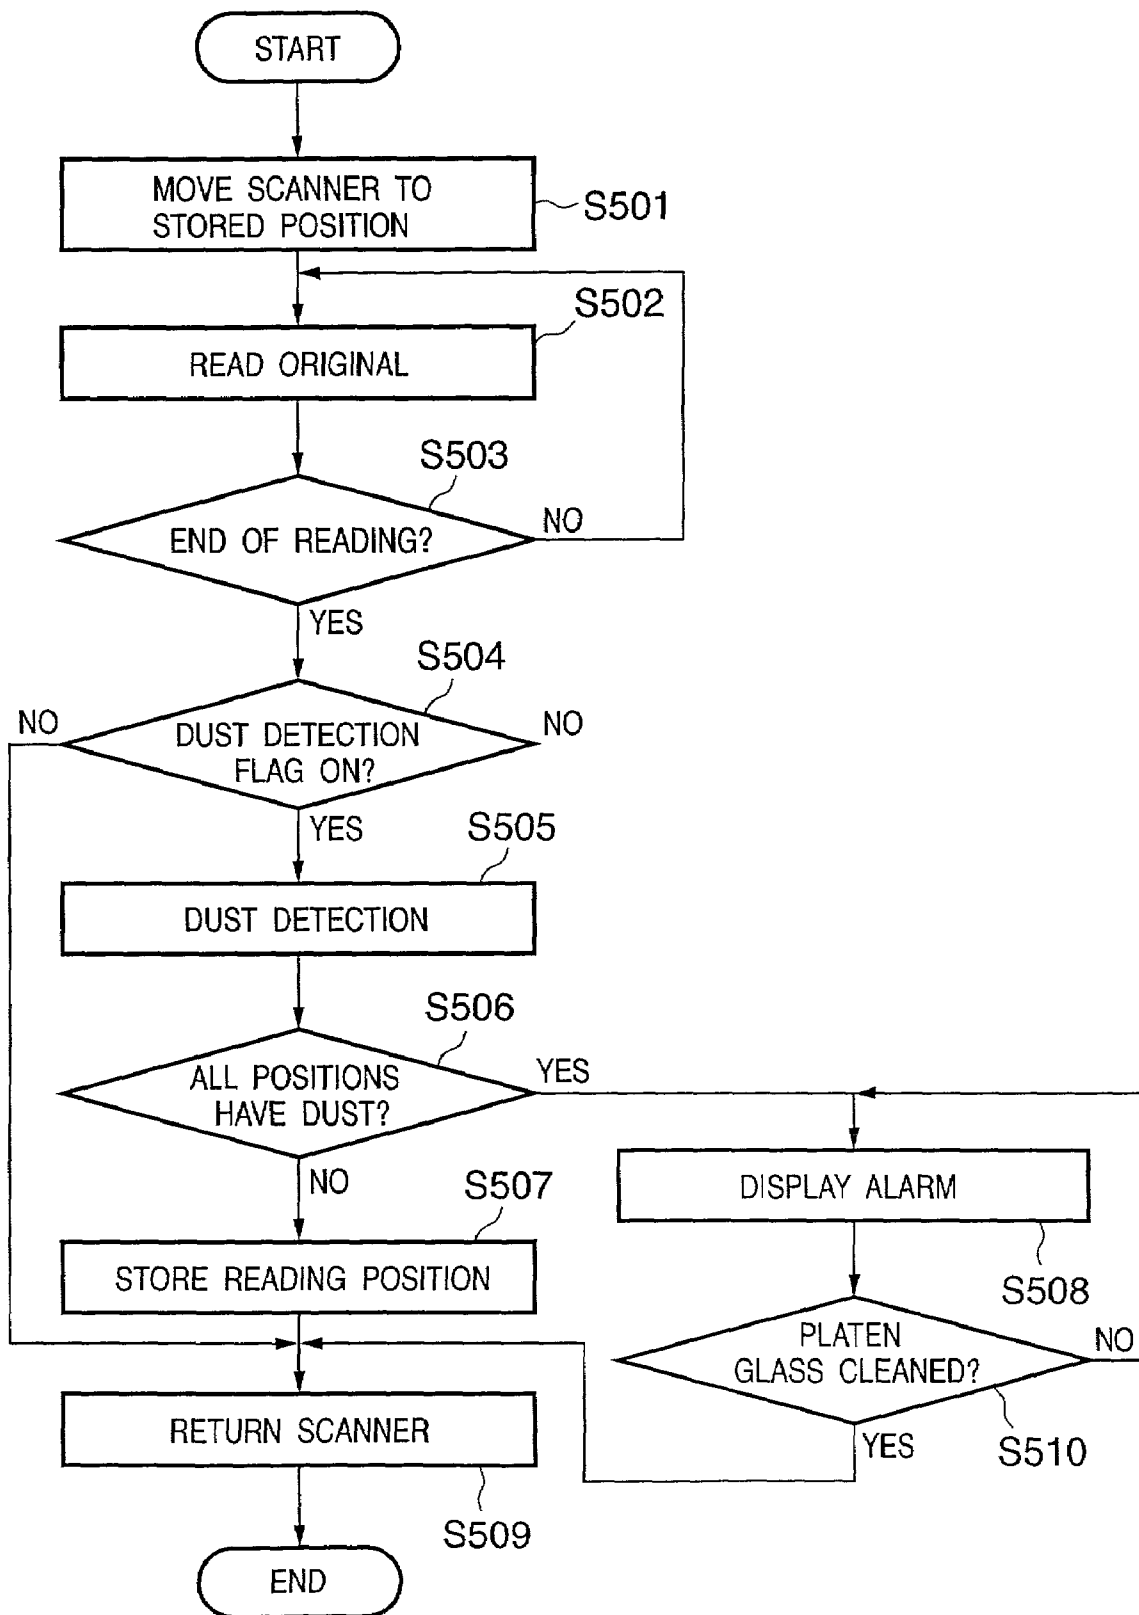 START
MOVE SCANNER TO
STORED POSITION
S501
S502
READ ORIGINAL
S503
END OF READING?
NO
YES
S504
NO
DUST DETECTION
FLAG ON?
NO
YES
S505
DUST DETECTION
S506
ALL POSITIONS
HAVE DUST?
YES
NO
S507
STORE READING POSITION
DISPLAY ALARM
S508
PLATEN
GLASS CLEANED?
NO
YES
S510
RETURN SCANNER
S509
END